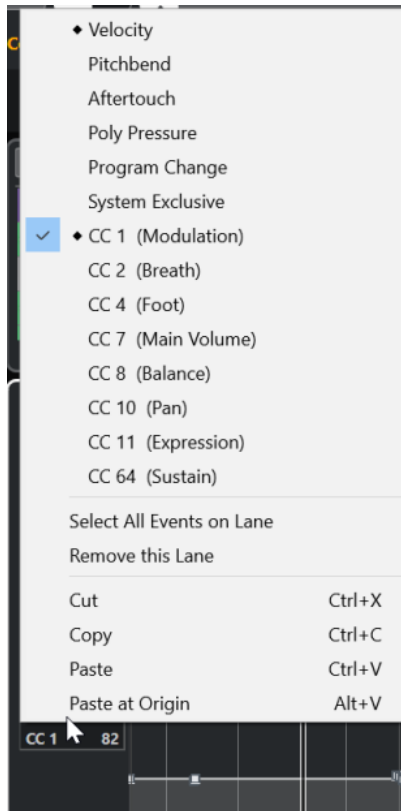 Velocity
Pitchbend
Aftertouch
Poly Pressure
Program Change
System Exclusive
CC 1 (Modulation)
CC 2 (Breath)
CC 4 (Foot)
CC 7 (Main Volume)
CC 8 (Balance)
CC 10 (Pan)
CC 11 (Expression)
CC 64 (Sustain)
Select All Events on Lane
Remove this Lane
Cut Ctrl+X
Copy Ctrl+C
Paste Ctrl+V
Paste at Origin Alt+V
CC 1 82